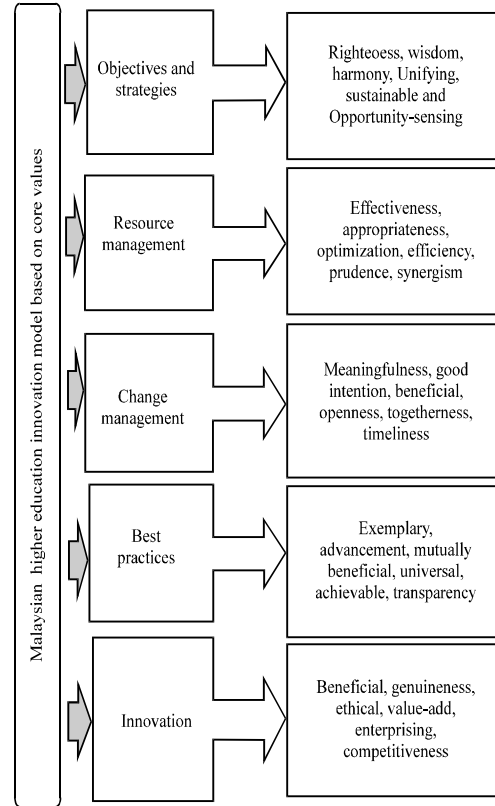 Malaysian higher education innovation model based on core values
Objectives and
strategies
Righteoess, wisdom,
harmony, Unifying,
sustainable and
Opportunity-sensing
Resource
management
Effectiveness,
appropriateness,
optimization, efficiency,
prudence, synergism
Change
management
Meaningfulness, good
intention, beneficial,
openness, togetherness,
timeliness
Best
practices
Exemplary,
advancement, mutually
beneficial, universal,
achievable, transparency
Innovation
Beneficial, genuineness,
ethical, value-add,
enterprising,
competitiveness